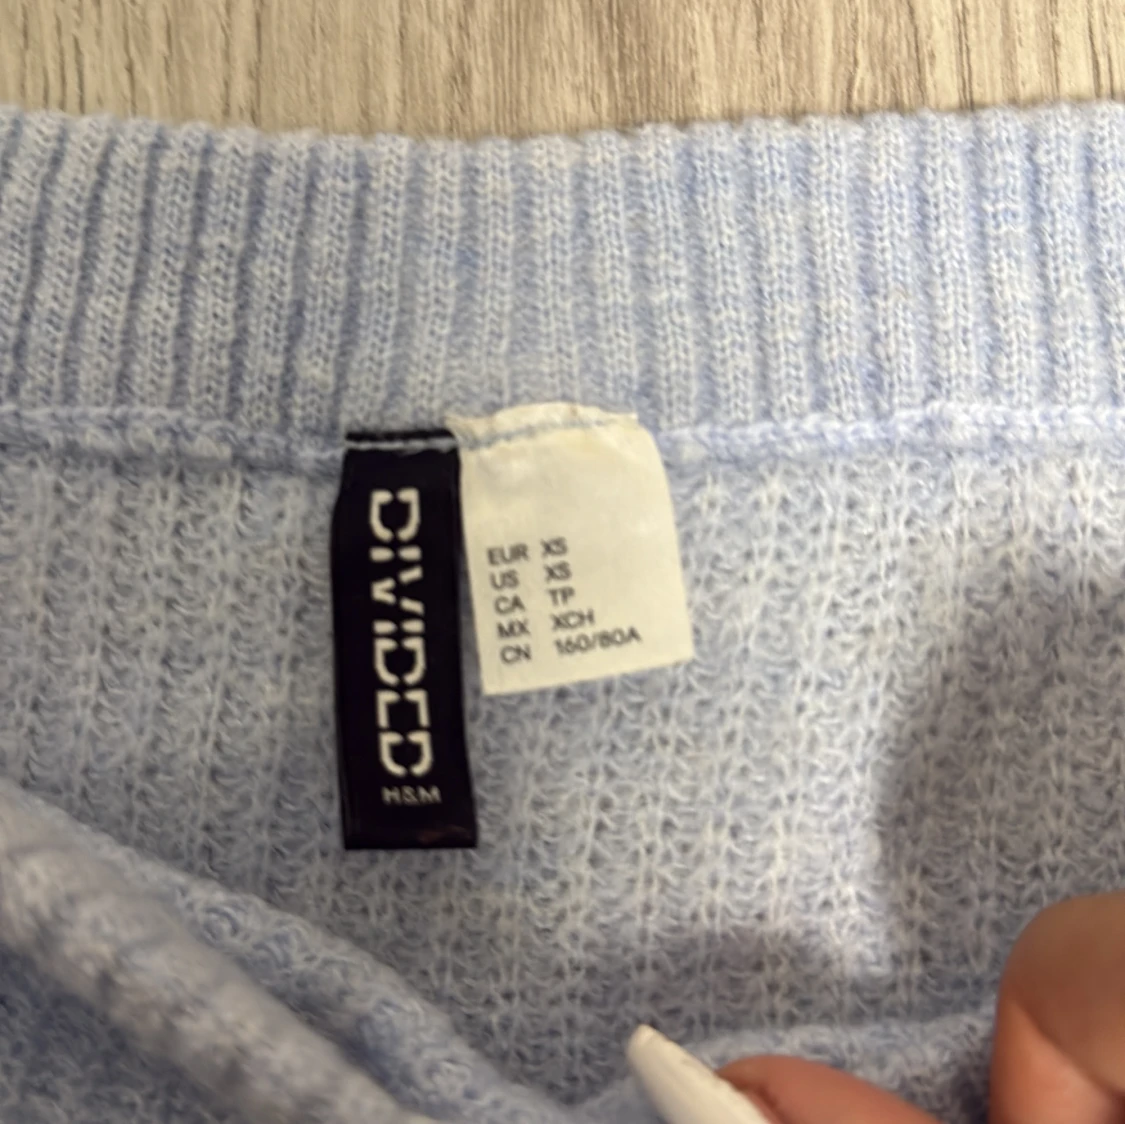 DIVIDED
H&M
EUR XS
US XS
CA TP
MX XCH
CN 160/80A